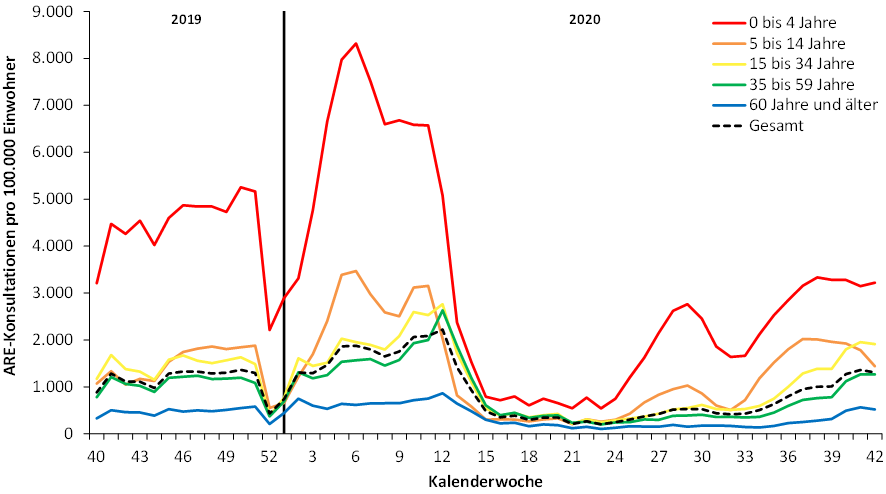 2019
2020
0 bis 4 Jahre
5 bis 14 Jahre
15 bis 34 Jahre
35 bis 59 Jahre
60 Jahre und älter
Gesamt
ARE-Konsultationen pro 100.000 Einwohner
9.000
8.000
7.000
6.000
5.000
4.000
3.000
2.000
1.000
0
40 43 46 49 52 3 6 9 12 15 18 21 24 27 30 33 36 39 42
Kalenderwoche